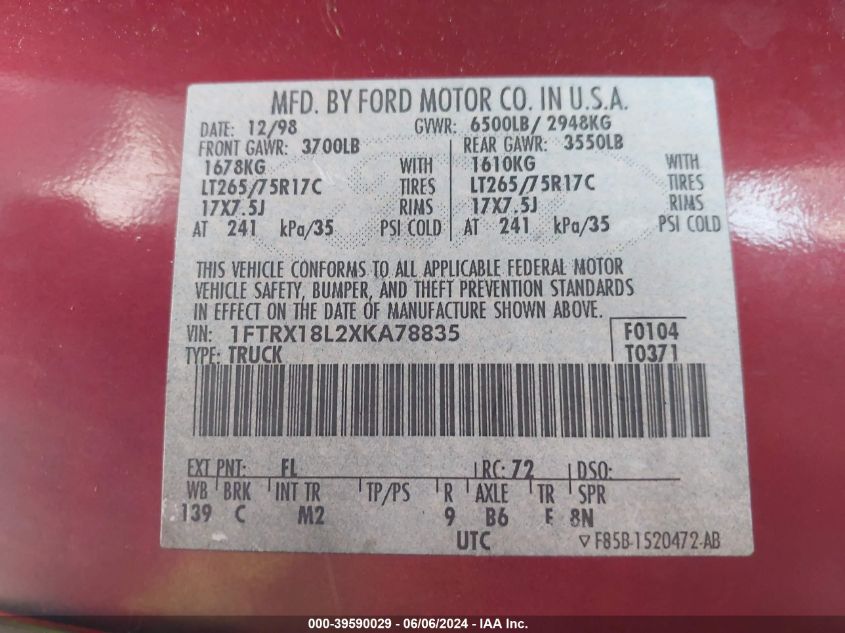 MFD. BY FORD MOTOR CO. IN U.S.A.
DATE: 12/98 GVWR: 6500LB/ 2948KG
FRONT GAWR: 3700LB REAR GAWR: 3550LB
1678KG WITH 1610KG WITH
LT265/75R17C TIRES LT265/75R17C TIRES
17X7.5J RIMS 17X7.5J RIMS
AT 241 kPa/35 PSI COLD AT 241 kPa/35 PSI COLD
THIS VEHICLE CONFORMS TO ALL APPLICABLE FEDERAL MOTOR
VEHICLE SAFETY, BUMPER, AND THEFT PREVENTION STANDARDS
IN EFFECT ON THE DATE OF MANUFACTURE SHOWN ABOVE.
VIN: 1FTRX18L2XKA78835 F0104
TYPE: TRUCK T0371
EXT PNT: FL RC: 72 DSO:
WB BRK INT TR TP/PS R AXLE TR SPR
139 C M2 9 B6 E 8N
UTC ▽ F85B-1520472-AB
000-39590029 - 06/06/2024 - IAAI Inc.